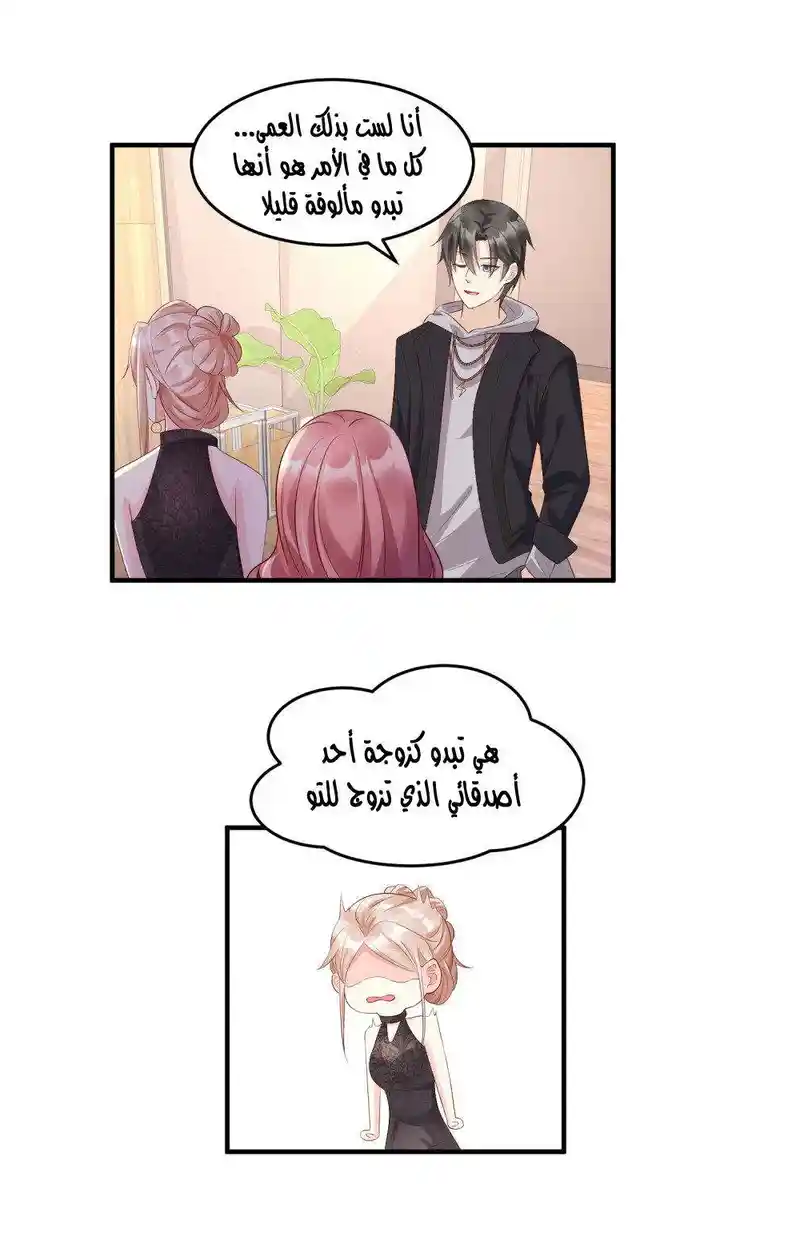 أنا لست بذلك العمى...
كل ما في الأمر هو أنها
تبدو مألوفة قليلا
هي تبدو كزوجة أحد
أصدقائي الذي تزوج للتو